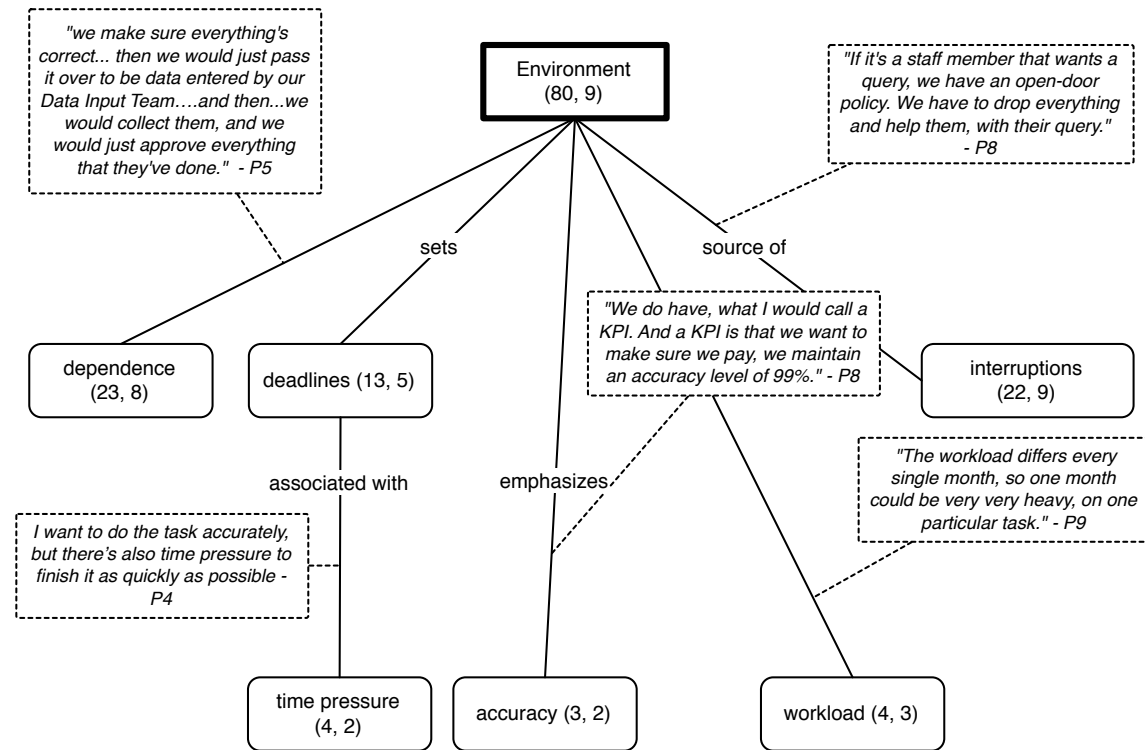 "we make sure everything's
correct... then we would just pass
it over to be data entered by our
Data Input Team....and then...we
would collect them, and we
would just approve everything
that they've done."  - P5
Environment
(80, 9)
"If it's a staff member that wants a
query, we have an open-door
policy. We have to drop everything
and help them, with their query."
- P8
sets
source of
"We do have, what I would call a
KPI. And a KPI is that we want to
make sure we pay, we maintain
an accuracy level of 99%." - P8
dependence
(23, 8)
deadlines (13, 5)
interruptions
(22, 9)
associated with
emphasizes
"The workload differs every
single month, so one month
could be very very heavy, on one
particular task." - P9
I want to do the task accurately,
but there's also time pressure to
finish it as quickly as possible -
P4
time pressure
(4, 2)
accuracy (3, 2)
workload (4, 3)